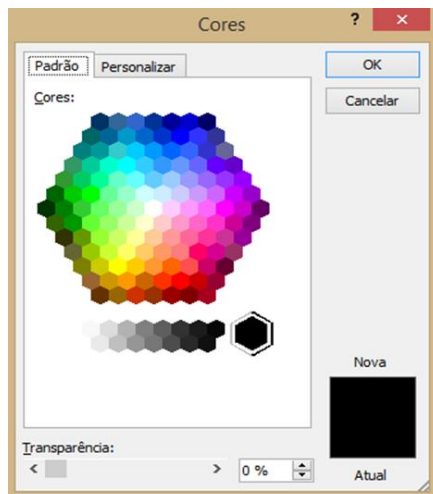 Cores
?
Padrão
Personalizar
OK
Cancelar
Cores:
Nova
Atual
Transparência:
0 %